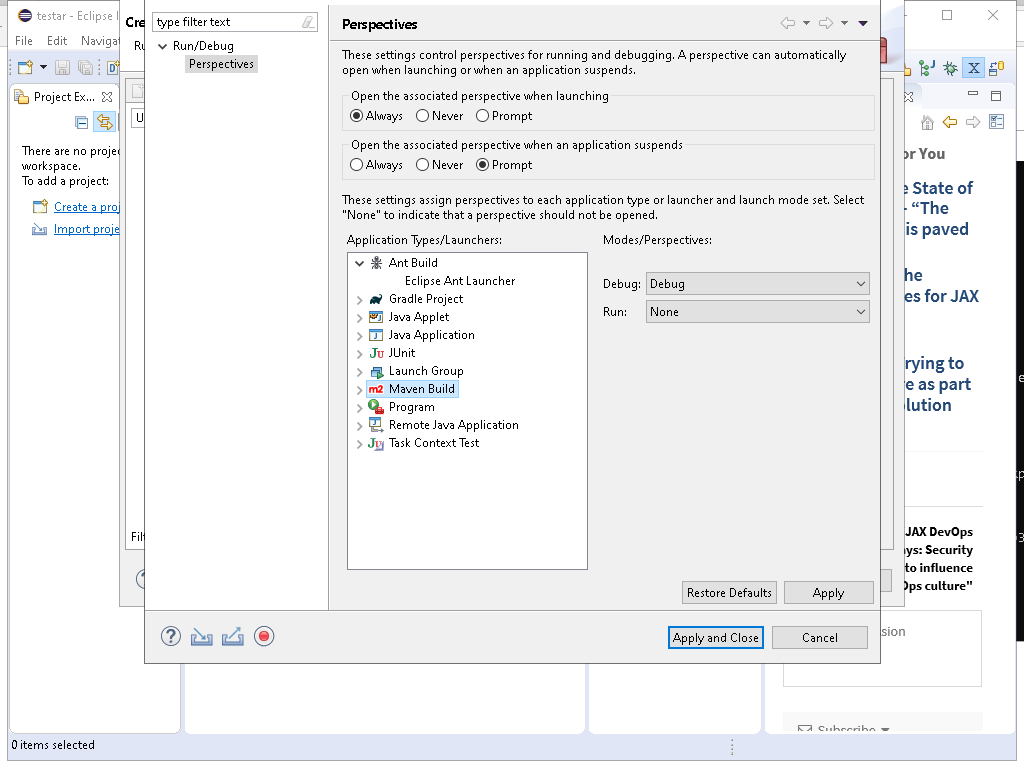 testar - Eclipse I
File Edit Navigat
Project Ex...
There are no proje
workspace.
To add a project:
Create a proj
Import proje
0 items selected
Cre
type filter text
Run/Debug
Perspectives
Perspectives
These settings control perspectives for running and debugging. A perspective can automatically
open when launching or when an application suspends.
Open the associated perspective when launching
Always Never Prompt
Open the associated perspective when an application suspends
Always Never Prompt
These settings assign perspectives to each application type or launcher and launch mode set. Select
"None" to indicate that a perspective should not be opened.
Application Types/Launchers:
Ant Build
Eclipse Ant Launcher
Gradle Project
Java Applet
Java Application
JUnit
Launch Group
Maven Build
Program
Remote Java Application
Task Context Test
Modes/Perspectives:
Debug: Debug
Run: None
Restore Defaults Apply
Apply and Close Cancel
or You
e State of
- “The
is paved
he
es for JAX
rying to
re as part
lution
JAX DevOps
ys: Security
to influence
Ops culture"
sion
Subscribe